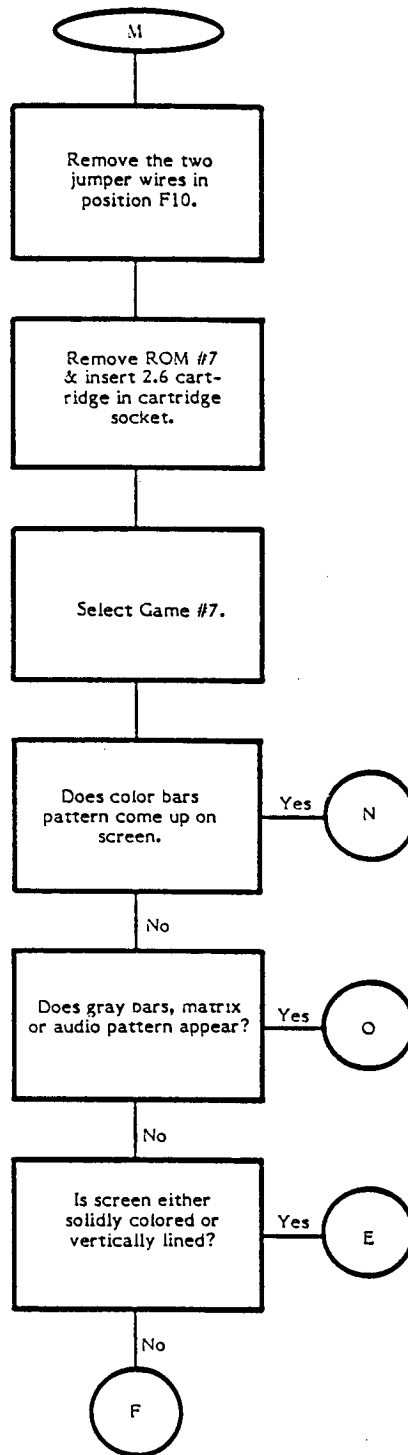 M
Remove the two
jumper wires in
position F10.
Remove ROM #7
& insert 2.6 cart-
ridge in cartridge
socket.
Select Game #7.
Does color bars
pattern come up on
screen.
Yes
N
No
Does gray bars, matrix
or audio pattern appear?
Yes
O
No
Is screen either
solidly colored or
vertically lined?
Yes
E
No
F